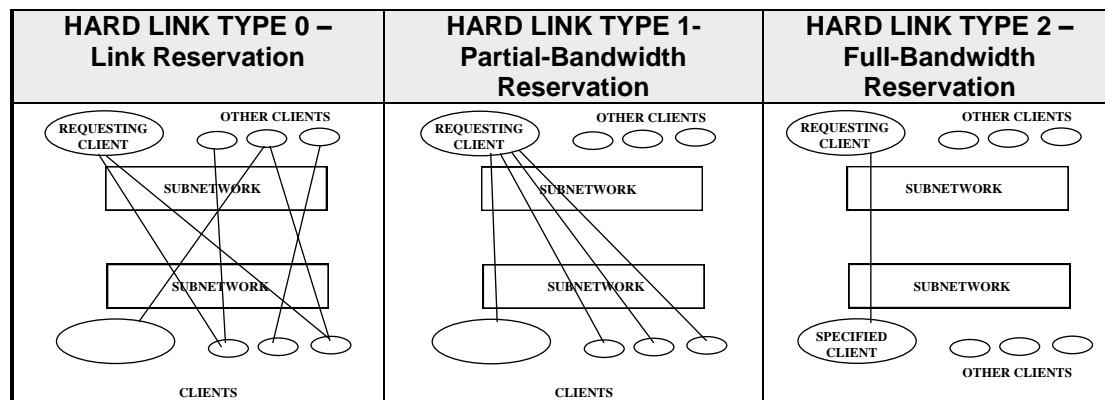 HARD LINK TYPE 0 –
Link Reservation
HARD LINK TYPE 1-
Partial-Bandwidth
Reservation
HARD LINK TYPE 2 –
Full-Bandwidth
Reservation
OTHER CLIENTS
REQUESTING
CLIENT
SUBNETWORK
SUBNETWORK
CLIENTS
OTHER CLIENTS
REQUESTING
CLIENT
SUBNETWORK
SUBNETWORK
CLIENTS
OTHER CLIENTS
REQUESTING
CLIENT
SUBNETWORK
SUBNETWORK
SPECIFIED
CLIENT
OTHER CLIENTS